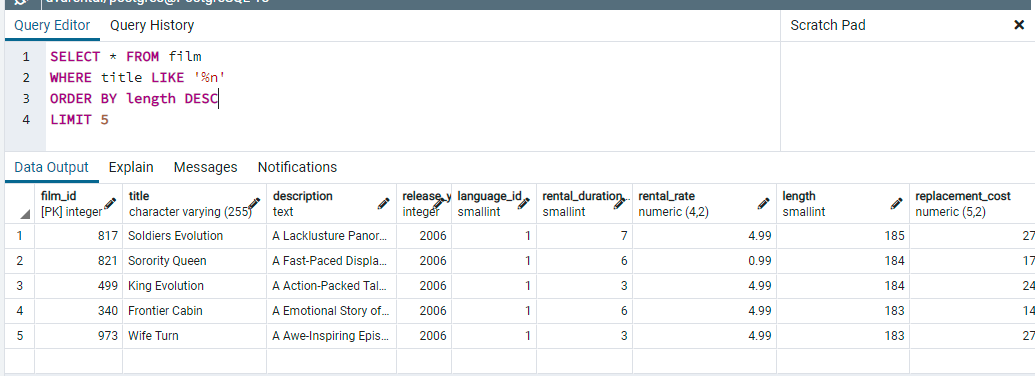 Query Editor Query History Scratch Pad ✕
1 SELECT * FROM film
2 WHERE title LIKE '%n'
3 ORDER BY length DESC
4 LIMIT 5
Data Output Explain Messages Notifications
film_id title description release_y language_id rental_duration.. rental_rate length replacement_cost
[PK] integer character varying (255) text integer smallint smallint numeric (4,2) smallint numeric (5,2)
1 817 Soldiers Evolution A Lacklusture Panor... 2006 1 7 4.99 185 27
2 821 Sorority Queen A Fast-Paced Displa... 2006 1 6 0.99 184 17
3 499 King Evolution A Action-Packed Tal... 2006 1 3 4.99 184 24
4 340 Frontier Cabin A Emotional Story of... 2006 1 6 4.99 183 14
5 973 Wife Turn A Awe-Inspiring Epis... 2006 1 3 4.99 183 27